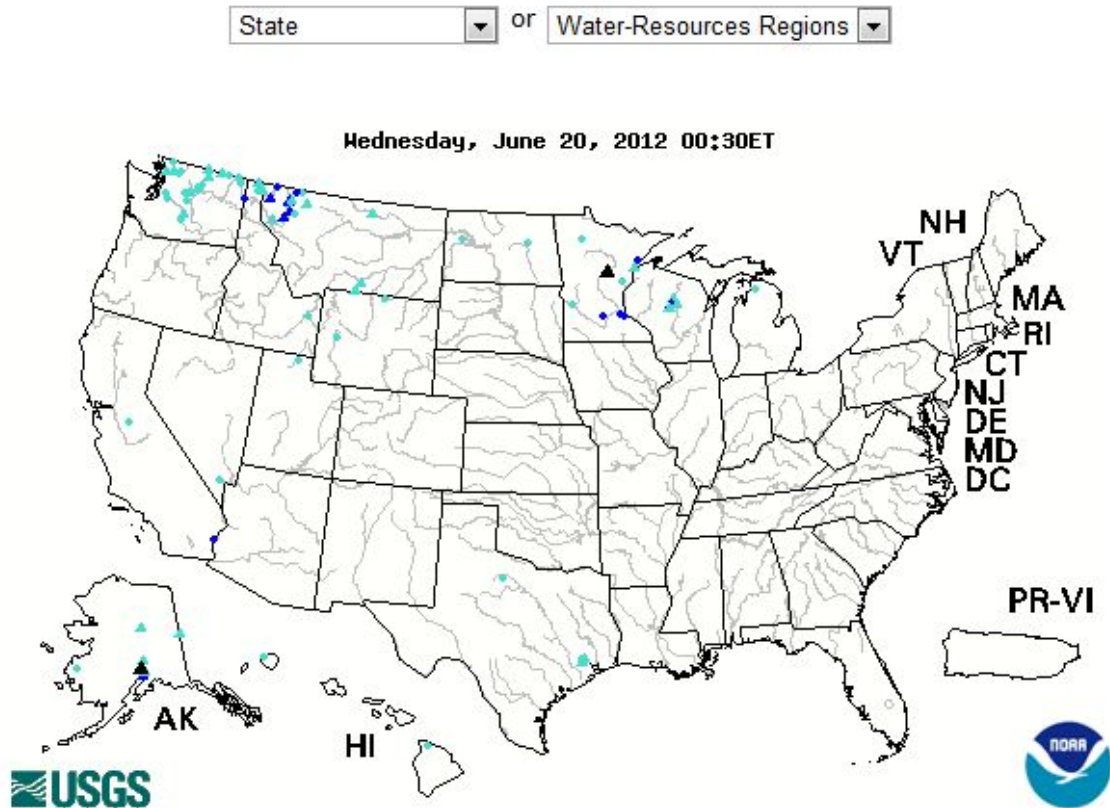 State or Water-Resources Regions
Wednesday, June 20, 2012 00:30ET
NH
VT
MA
RI
CT
NJ
DE
MD
DC
PR-VI
AK
HI
USGS
NOAA